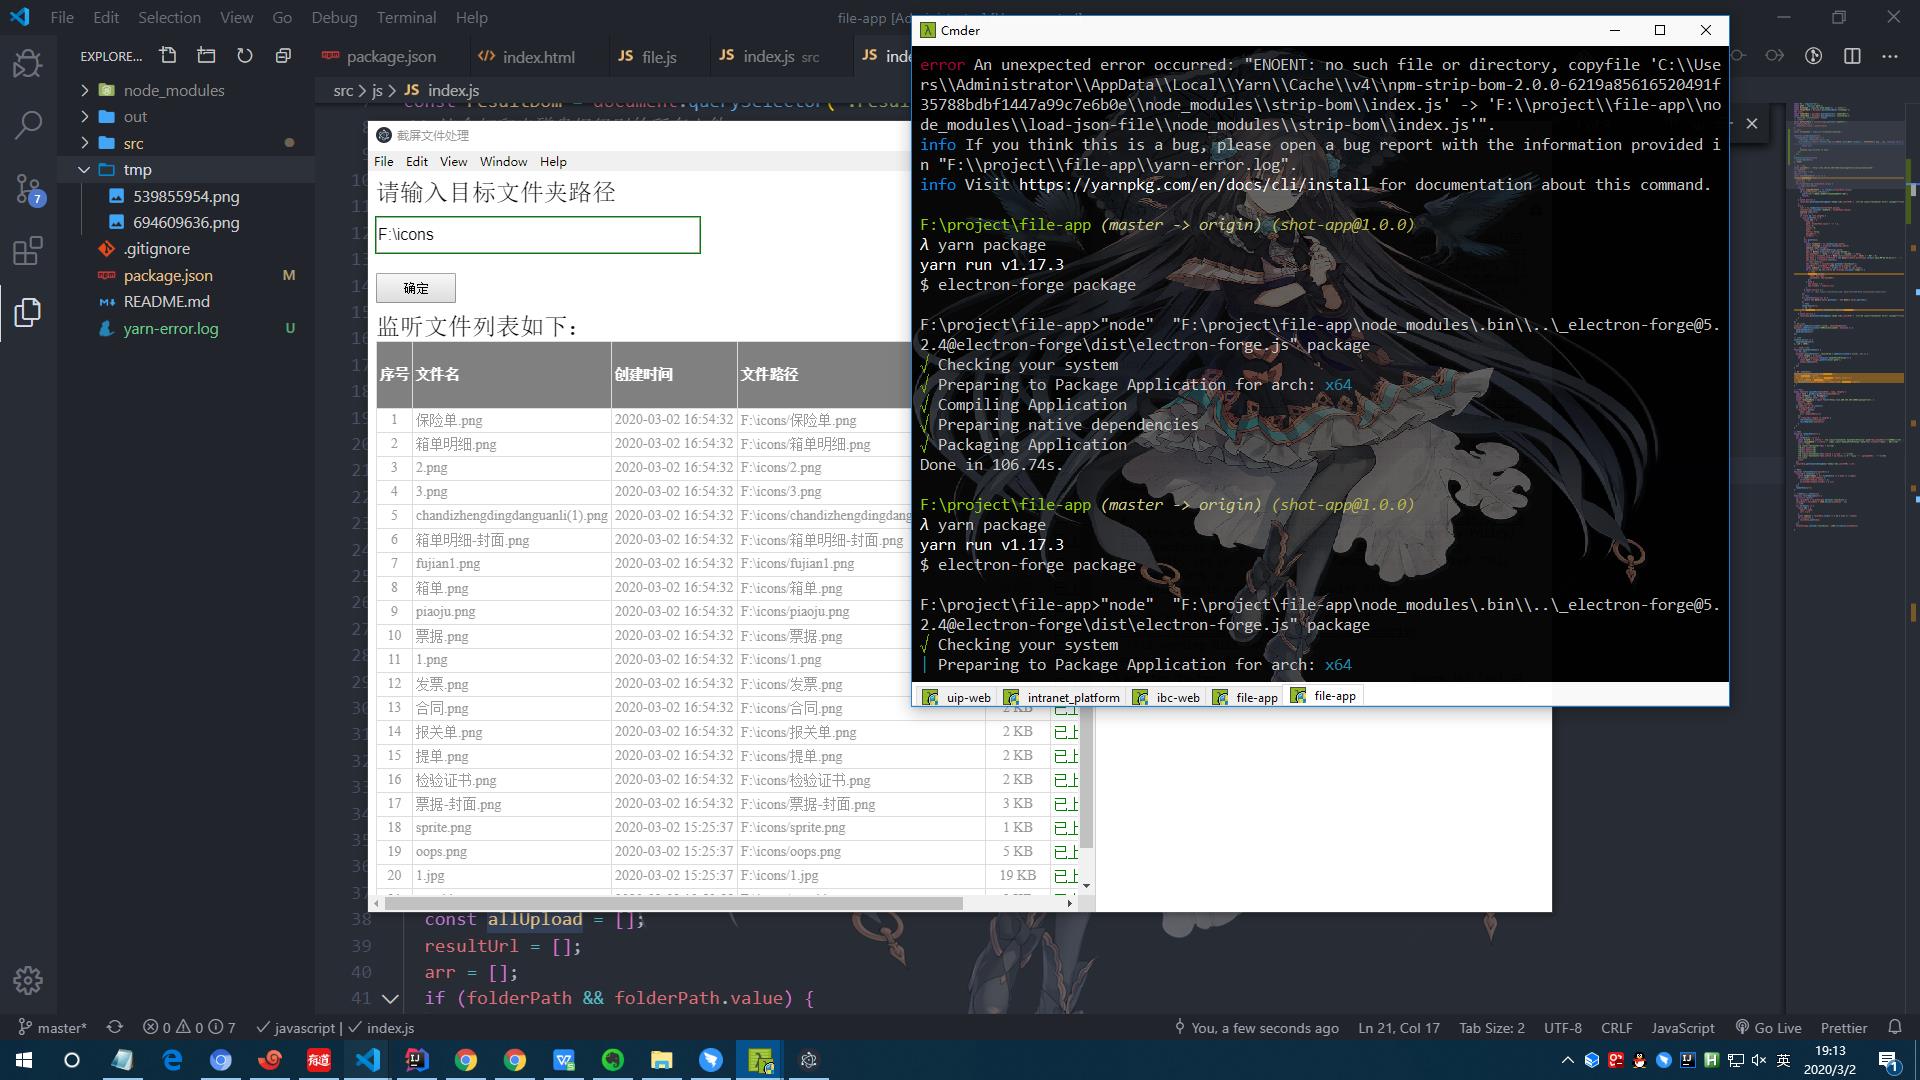 File Edit Selection View Go Debug Terminal Help
EXPLORE...
node_modules
out
src
tmp
539855954.png
694609636.png
.gitignore
package.json M
README.md
yarn-error.log U
7
package.json
index.html
JS file.js
JS index.js src
JS
src > js > JS index.js
截屏文件处理
File Edit View Window Help
请输入目标文件夹路径
F:\icons
确定
监听文件列表如下：
序号 文件名 创建时间 文件路径
1 保险单.png 2020-03-02 16:54:32 F:\icons/保险单.png
2 箱单明细.png 2020-03-02 16:54:32 F:\icons/箱单明细.png
3 2.png 2020-03-02 16:54:32 F:\icons/2.png
4 3.png 2020-03-02 16:54:32 F:\icons/3.png
5 chandizhengdingdanguanli(1).png 2020-03-02 16:54:32 F:\icons/chandizhengdingdang
6 箱单明细-封面.png 2020-03-02 16:54:32 F:\icons/箱单明细-封面.png
7 fujian1.png 2020-03-02 16:54:32 F:\icons/fujian1.png
8 箱单.png 2020-03-02 16:54:32 F:\icons/箱单.png
9 piaoju.png 2020-03-02 16:54:32 F:\icons/piaoju.png
10 票据.png 2020-03-02 16:54:32 F:\icons/票据.png
11 1.png 2020-03-02 16:54:32 F:\icons/1.png
12 发票.png 2020-03-02 16:54:32 F:\icons/发票.png
13 合同.png 2020-03-02 16:54:32 F:\icons/合同.png 2 KB 已上
14 报关单.png 2020-03-02 16:54:32 F:\icons/报关单.png 2 KB 已上
15 提单.png 2020-03-02 16:54:32 F:\icons/提单.png 2 KB 已上
16 检验证书.png 2020-03-02 16:54:32 F:\icons/检验证书.png 2 KB 已上
17 票据-封面.png 2020-03-02 16:54:32 F:\icons/票据-封面.png 3 KB 已上
18 sprite.png 2020-03-02 15:25:37 F:\icons/sprite.png 1 KB 已上
19 oops.png 2020-03-02 15:25:37 F:\icons/oops.png 5 KB 已上
20 1.jpg 2020-03-02 15:25:37 F:\icons/1.jpg 19 KB 已上
38 const allUpload = [];
39 resultUrl = [];
40 arr = [];
41 if (folderPath && folderPath.value) {
Cmder
error An unexpected error occurred: "ENOENT: no such file or directory, copyfile 'C:\\Use
rs\\Administrator\\AppData\\Local\\Yarn\\Cache\\v4\\npm-strip-bom-2.0.0-6219a85616520491f
35788bdbf1447a99c7e6b0e\\node_modules\\strip-bom\\index.js' -> 'F:\\project\\file-app\\no
de_modules\\load-json-file\\node_modules\\strip-bom\\index.js'".
info If you think this is a bug, please open a bug report with the information provided i
n "F:\\project\\file-app\\yarn-error.log".
info Visit https://yarnpkg.com/en/docs/cli/install for documentation about this command.
F:\project\file-app (master -> origin) (shot-app@1.0.0)
λ yarn package
yarn run v1.17.3
$ electron-forge package
F:\project\file-app>"node" "F:\project\file-app\node_modules\.bin\\..\_electron-forge@5.
2.4@electron-forge\dist\electron-forge.js" package
√ Checking your system
√ Preparing to Package Application for arch: x64
√ Compiling Application
√ Preparing native dependencies
√ Packaging Application
Done in 106.74s.
F:\project\file-app (master -> origin) (shot-app@1.0.0)
λ yarn package
yarn run v1.17.3
$ electron-forge package
F:\project\file-app>"node" "F:\project\file-app\node_modules\.bin\\..\_electron-forge@5.
2.4@electron-forge\dist\electron-forge.js" package
√ Checking your system
| Preparing to Package Application for arch: x64
uip-web intranet_platform ibc-web file-app file-app
master* 0 0 7 javascript | index.js
You, a few seconds ago Ln 21, Col 17 Tab Size: 2 UTF-8 CRLF JavaScript Go Live Prettier
有道
英
19:13
2020/3/2
1